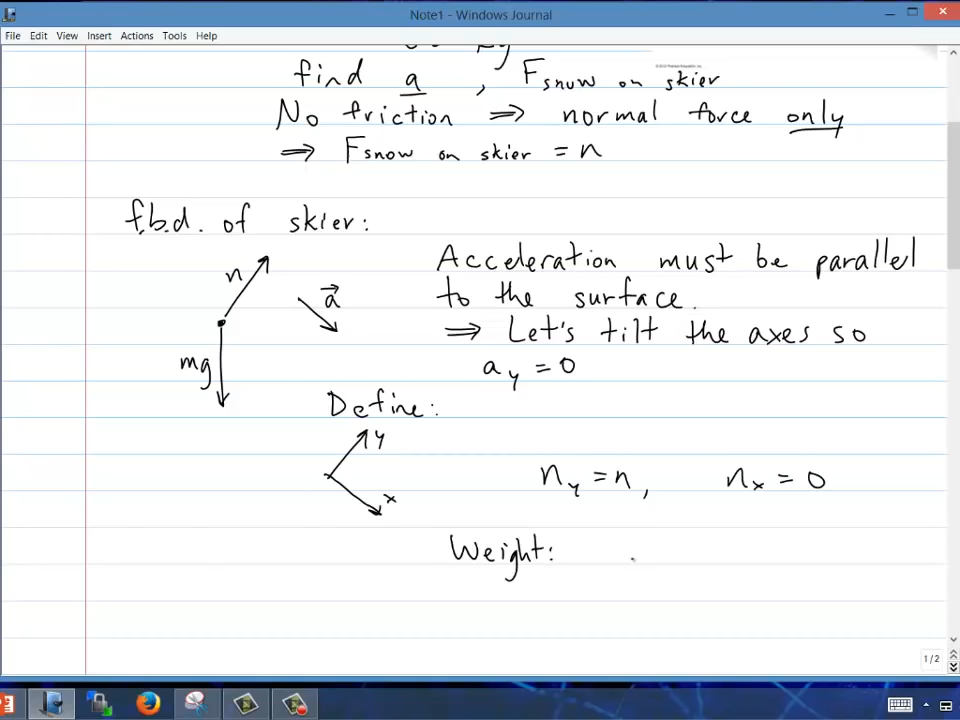 Note1 - Windows Journal
File Edit View Insert Actions Tools Help
find a , Fsnow on skier
No friction ⇒ normal force only
⇒ Fsnow on skier = n
f.b.d. of skier:
n
a
mg
Acceleration must be parallel
to the surface.
⇒ Let's tilt the axes so
ay = 0
Define:
y
x
ny = n, nx = 0
Weight:
1/2